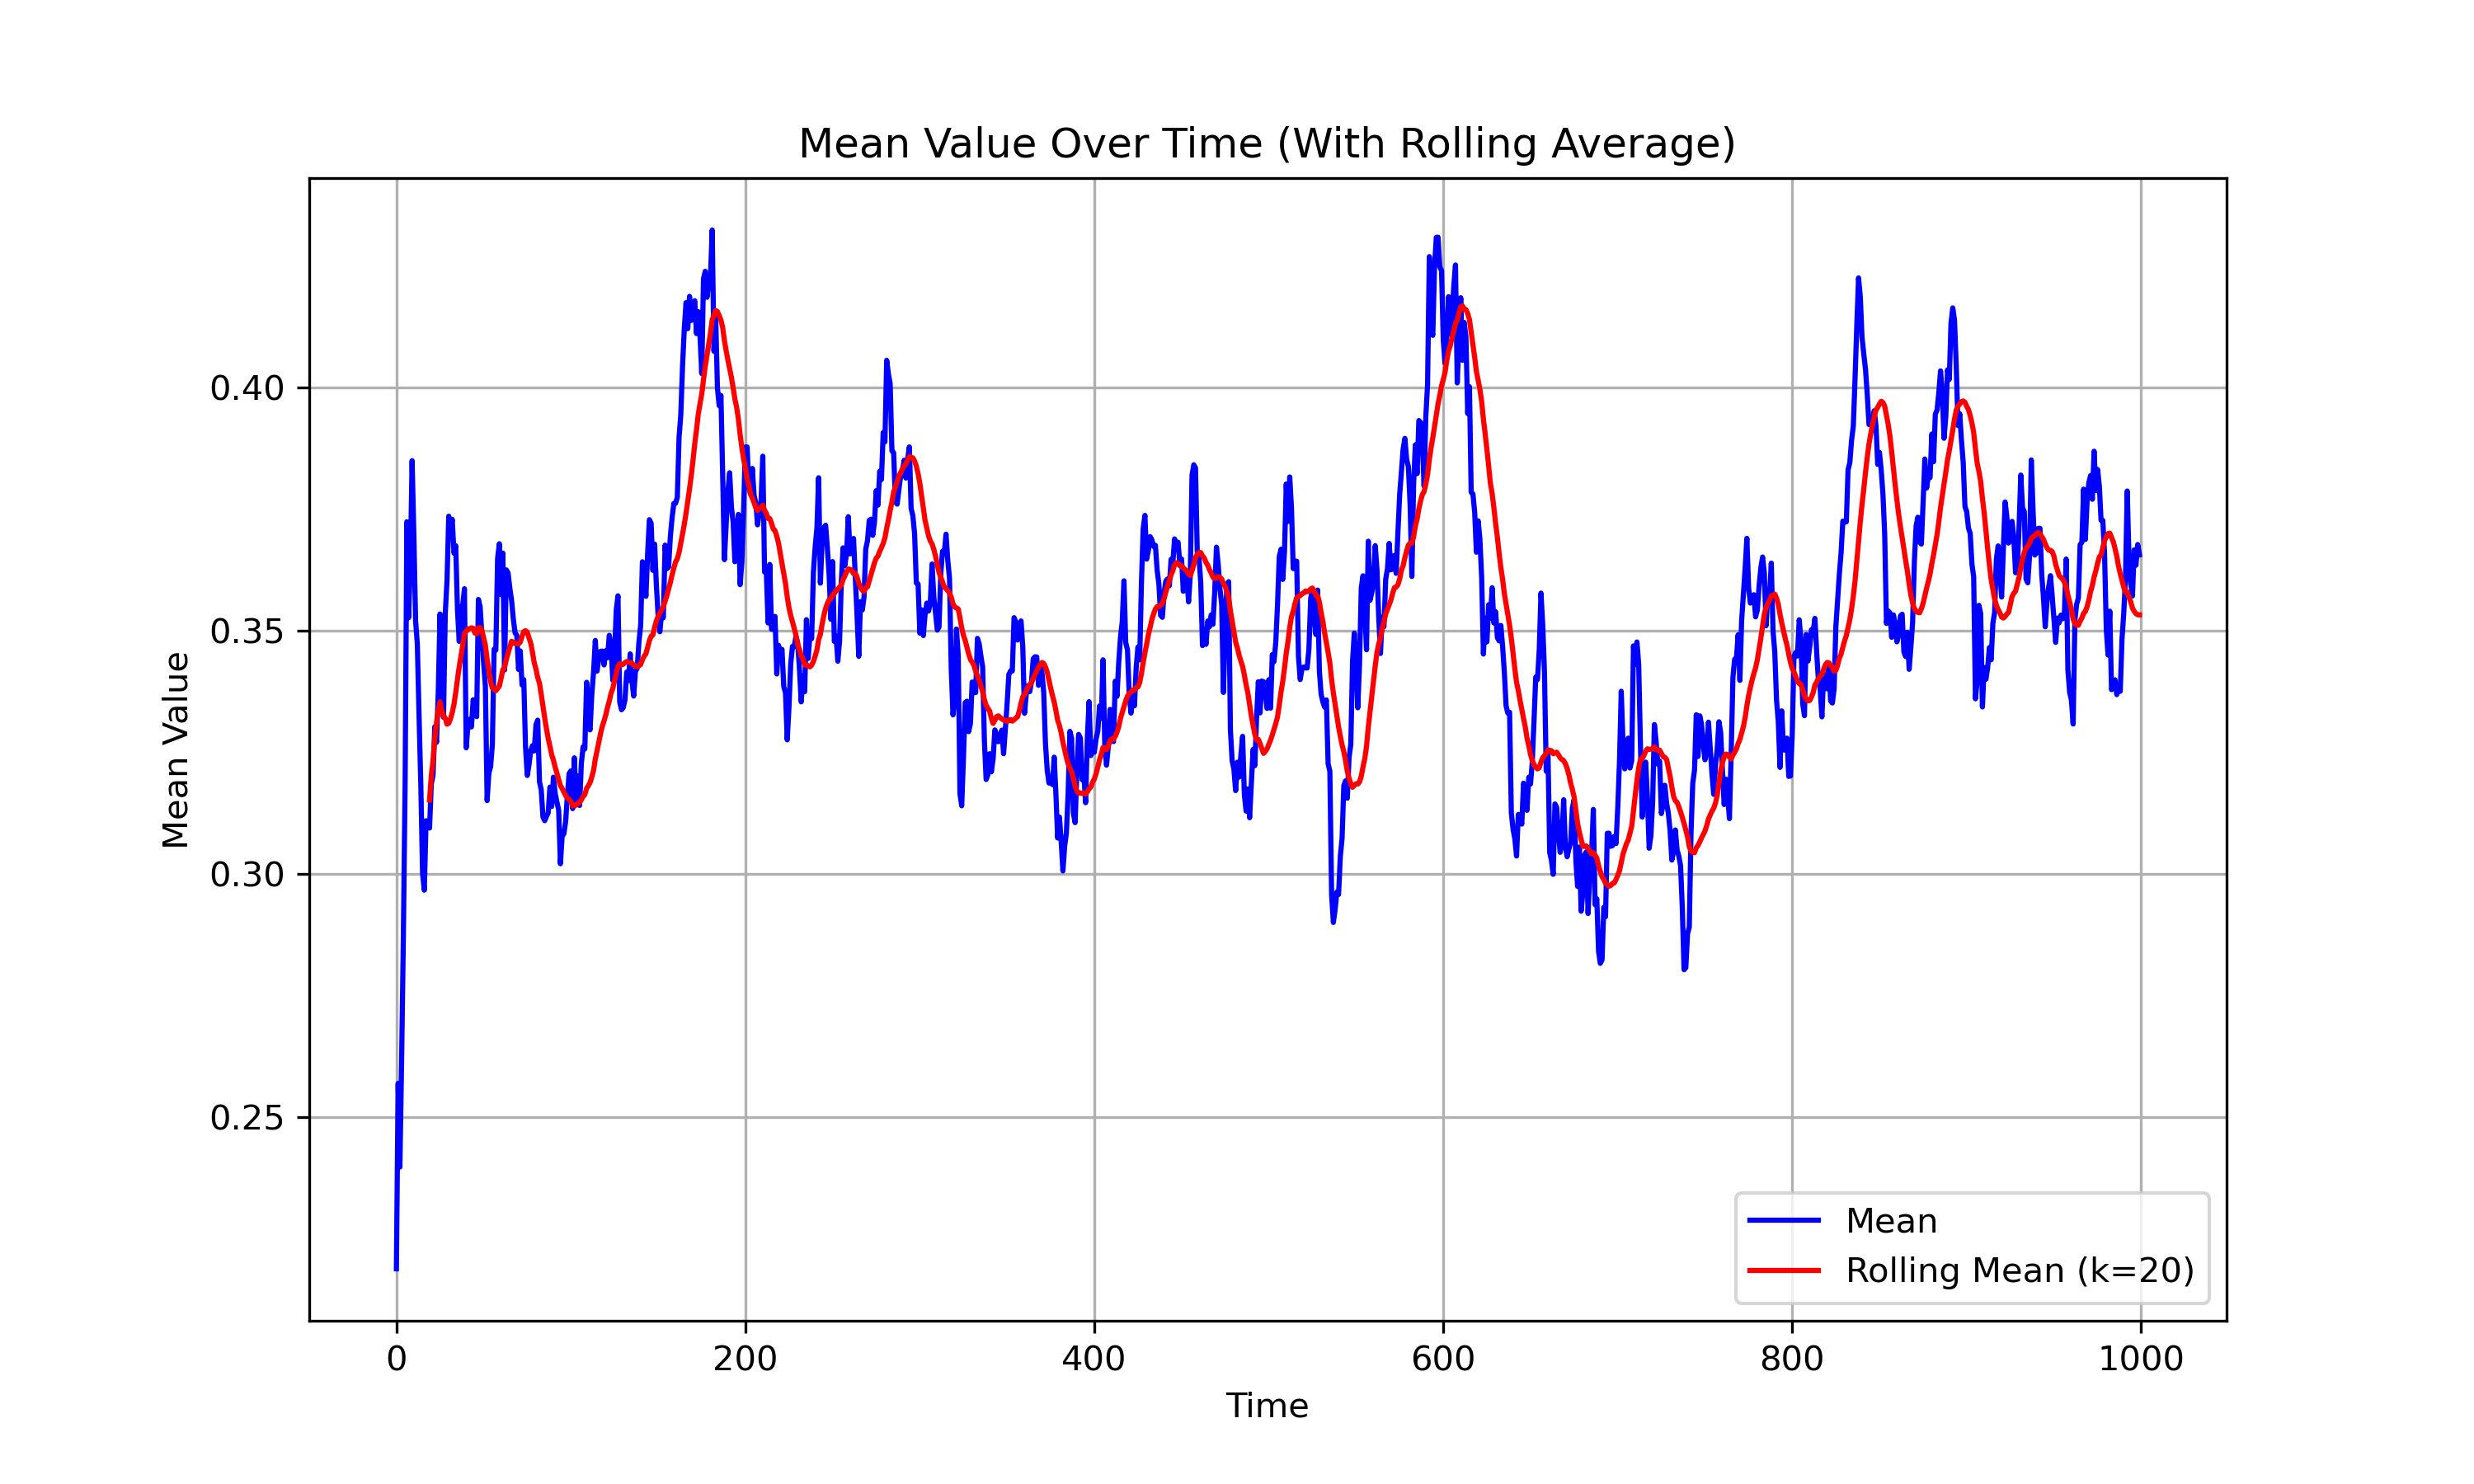 Mean Value Over Time (With Rolling Average)
Mean Value
0.40
0.35
0.30
0.25
0 200 400 600 800 1000
Time
Mean
Rolling Mean (k=20)